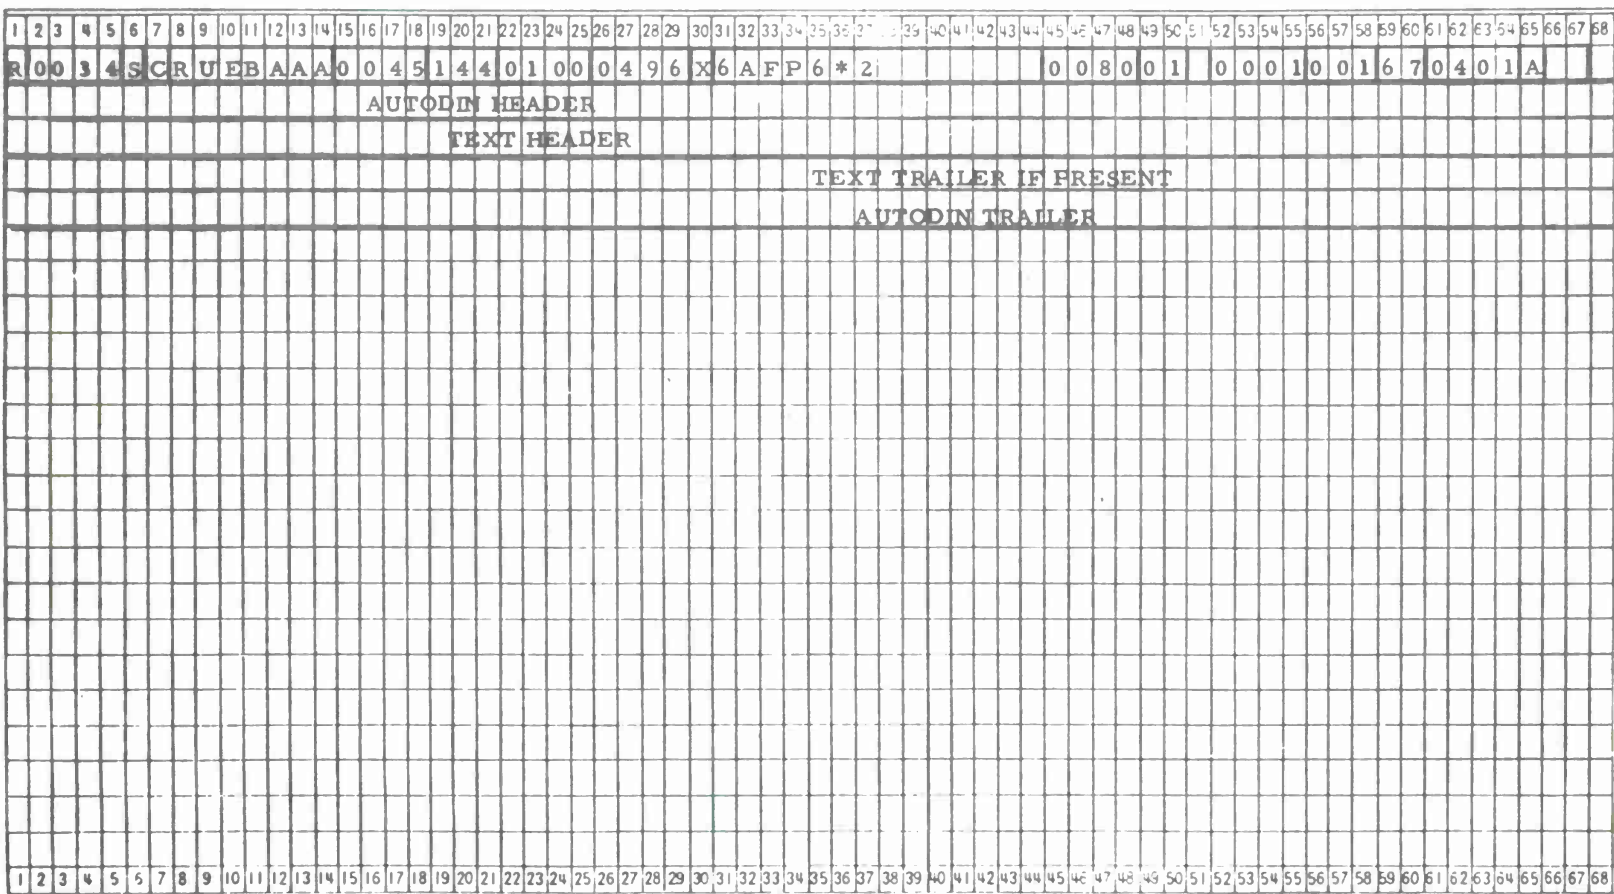 1 2 3 4 5 6 7 8 9 10 11 12 13 14 15 16 17 18 19 20 21 22 23 24 25 26 27 28 29 30 31 32 33 34 35 36 37 38 39 40 41 42 43 44 45 46 47 48 49 50 51 52 53 54 55 56 57 58 59 60 61 62 63 64 65 66 67 68
R 0 0 3 4 S C R U E B A A A 0 0 4 5 1 4 4 0 1 0 0 0 4 9 6 X 6 A F P 6 * 2 0 0 8 0 0 1 0 0 0 1 0 0 1 6 7 0 4 0 1 A
AUTODIN HEADER
TEXT HEADER
TEXT TRAILER IF PRESENT
AUTODIN TRAILER
1 2 3 4 5 6 7 8 9 10 11 12 13 14 15 16 17 18 19 20 21 22 23 24 25 26 27 28 29 30 31 32 33 34 35 36 37 38 39 40 41 42 43 44 45 46 47 48 49 50 51 52 53 54 55 56 57 58 59 60 61 62 63 64 65 66 67 68